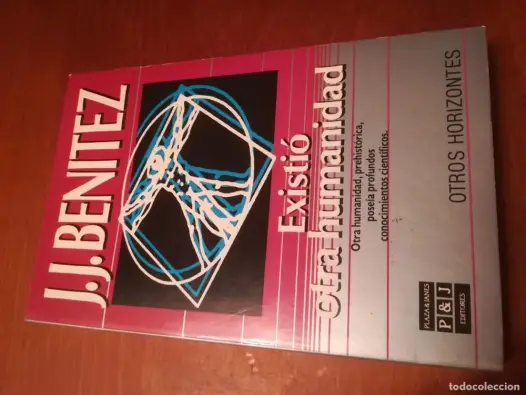 J.J. BENITEZ
Existió
otra humanidad
Otra humanidad, prehistórica,
poseía profundos
conocimientos científicos.
OTROS HORIZONTES
PLAZA & JANES
P&J
EDITORES
todocoleccion